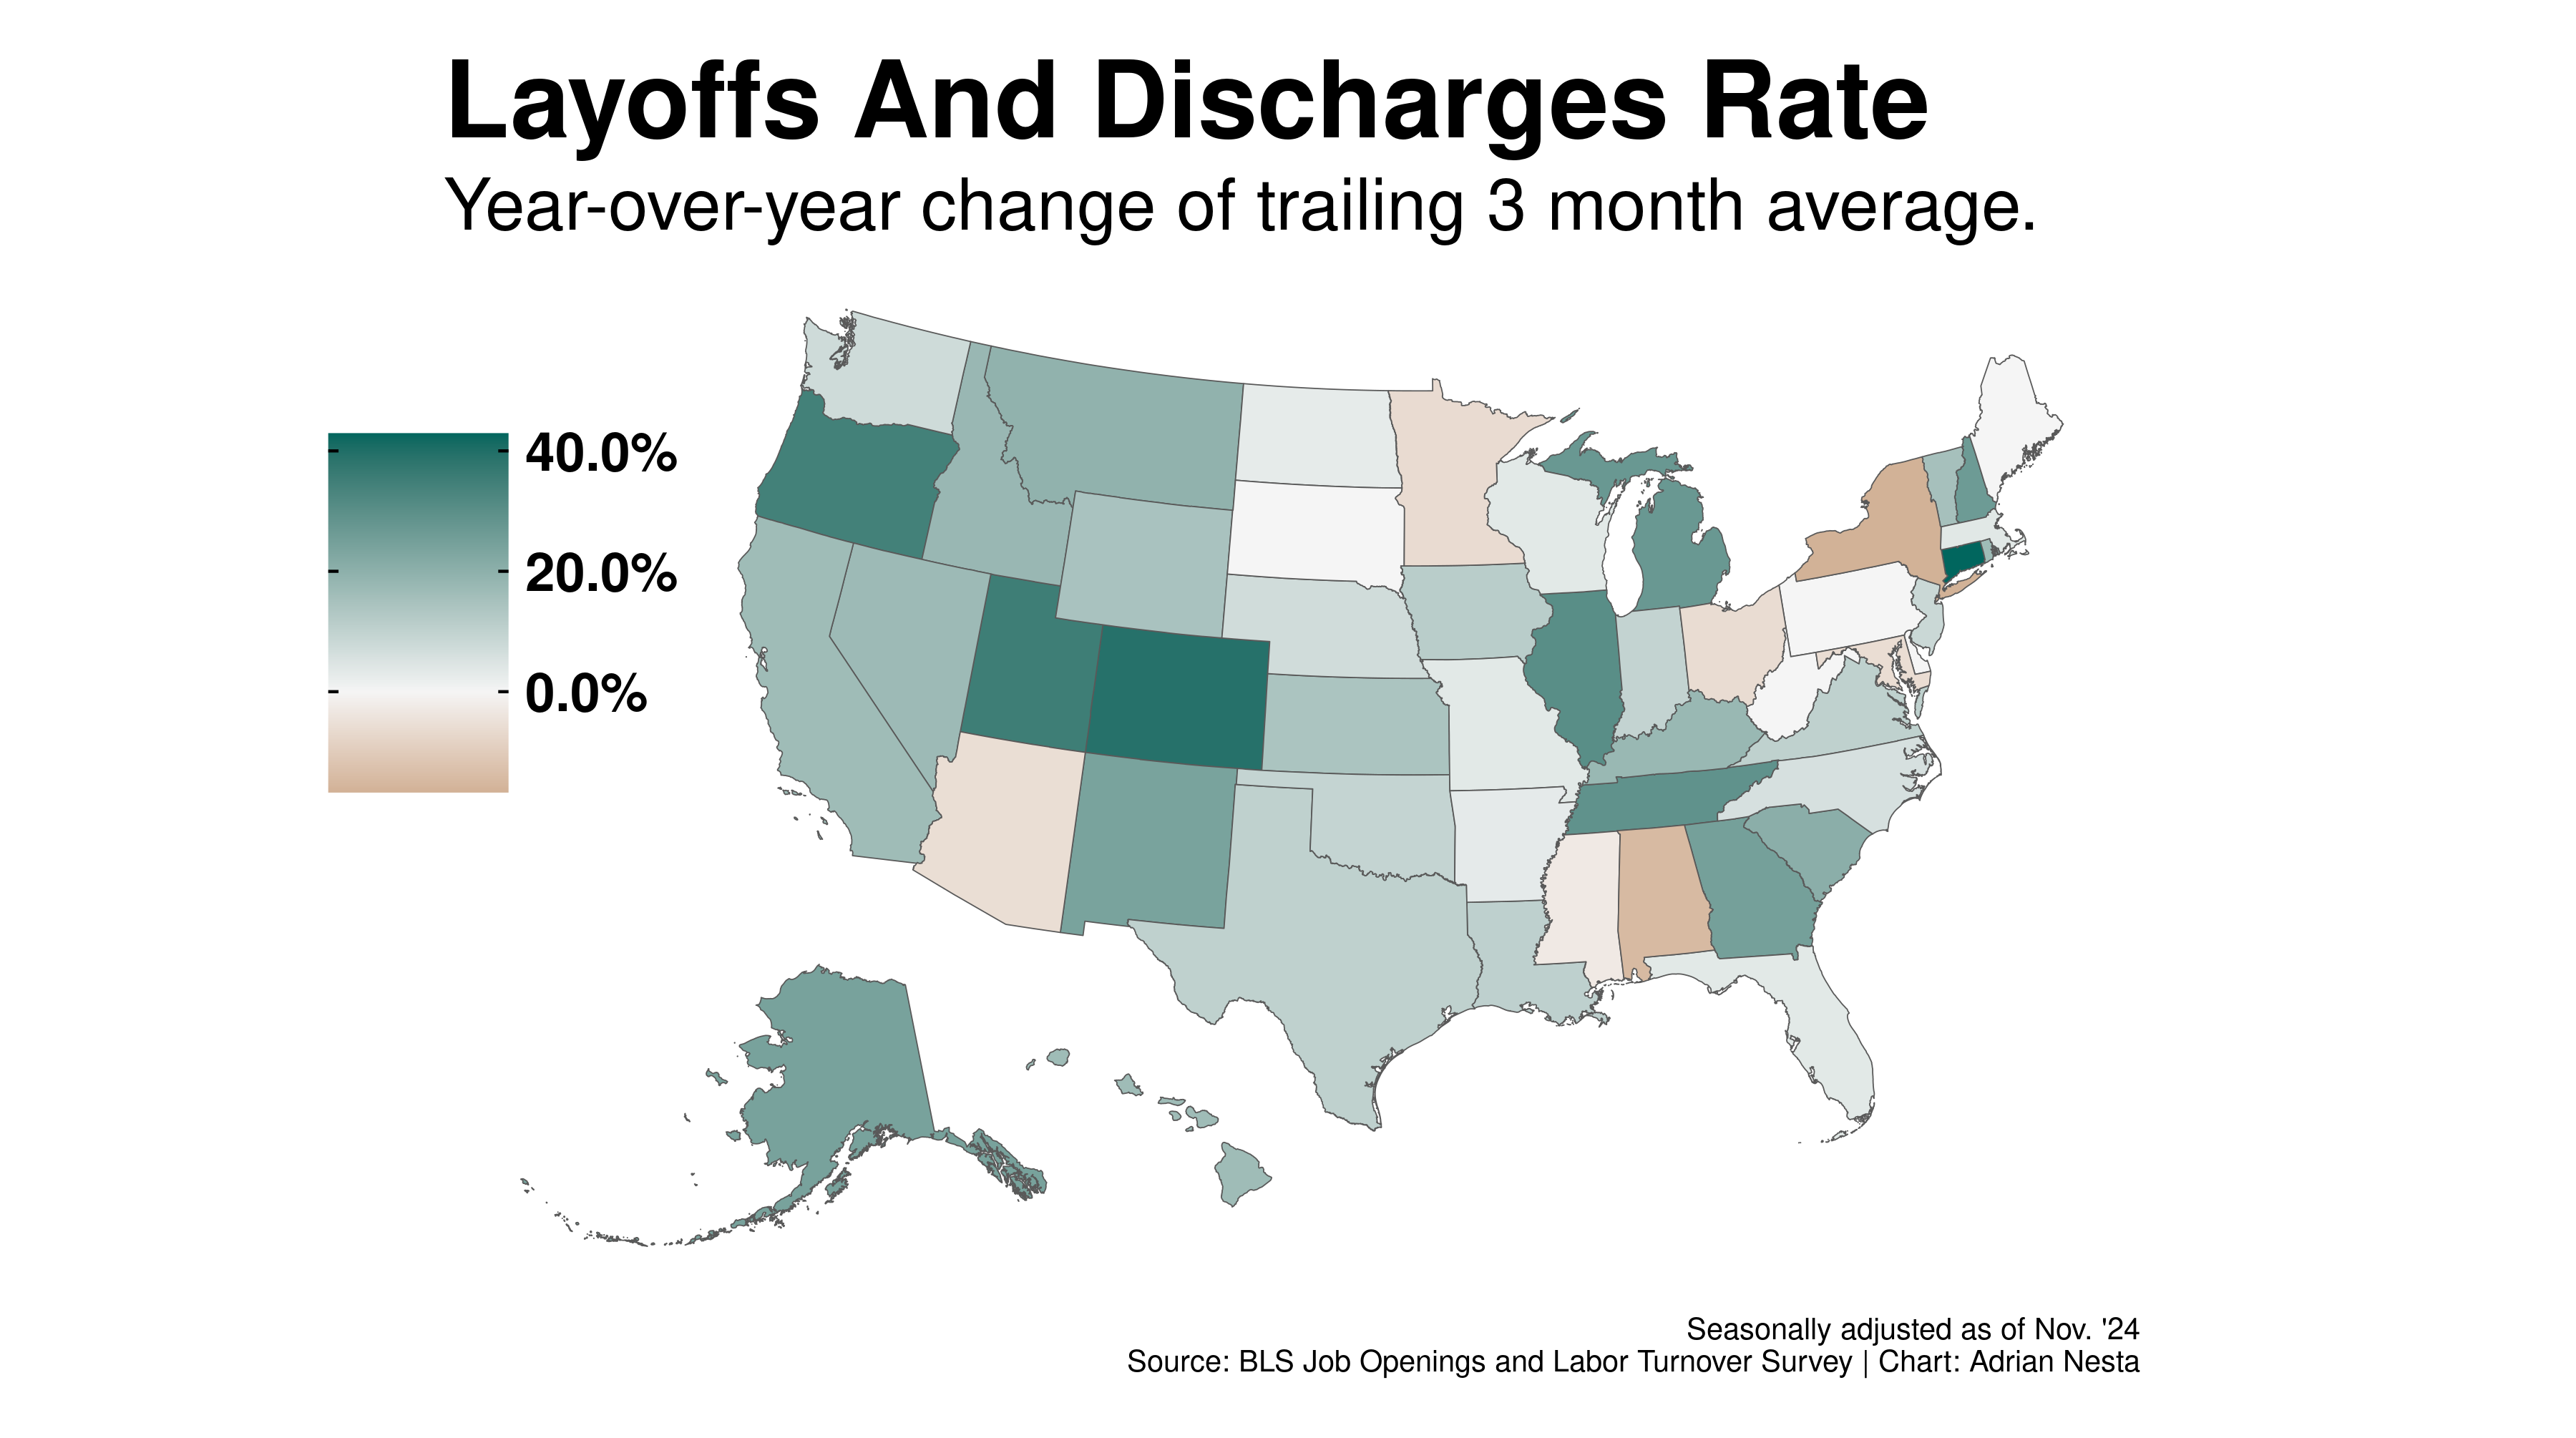 Layoffs And Discharges Rate
Year-over-year change of trailing 3 month average.
40.0%
20.0%
0.0%
Seasonally adjusted as of Nov. '24
Source: BLS Job Openings and Labor Turnover Survey | Chart: Adrian Nesta